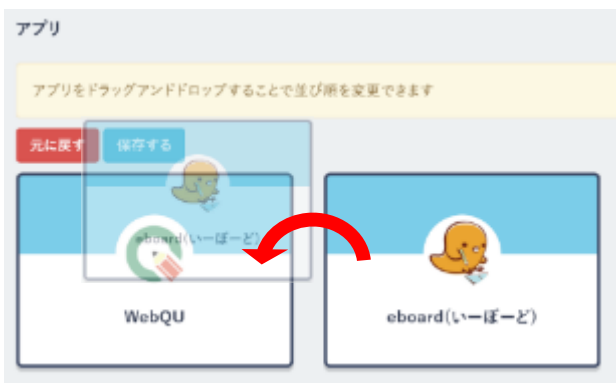 アプリ
アプリをドラッグアンドドロップすることで並び順を変更できます
元に戻す 保存する
eboard(いーぼーど)
WebQU eboard(いーぼーど)